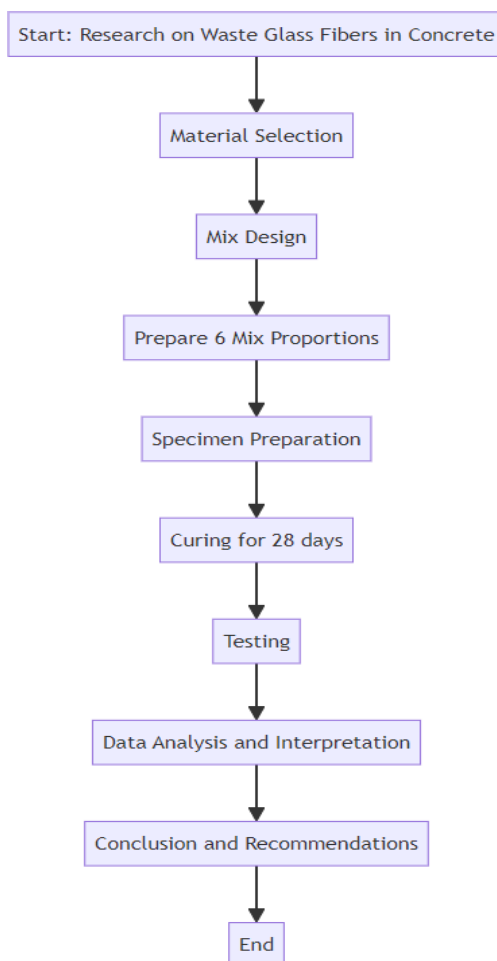 Start: Research on Waste Glass Fibers in Concrete
Material Selection
Mix Design
Prepare 6 Mix Proportions
Specimen Preparation
Curing for 28 days
Testing
Data Analysis and Interpretation
Conclusion and Recommendations
End